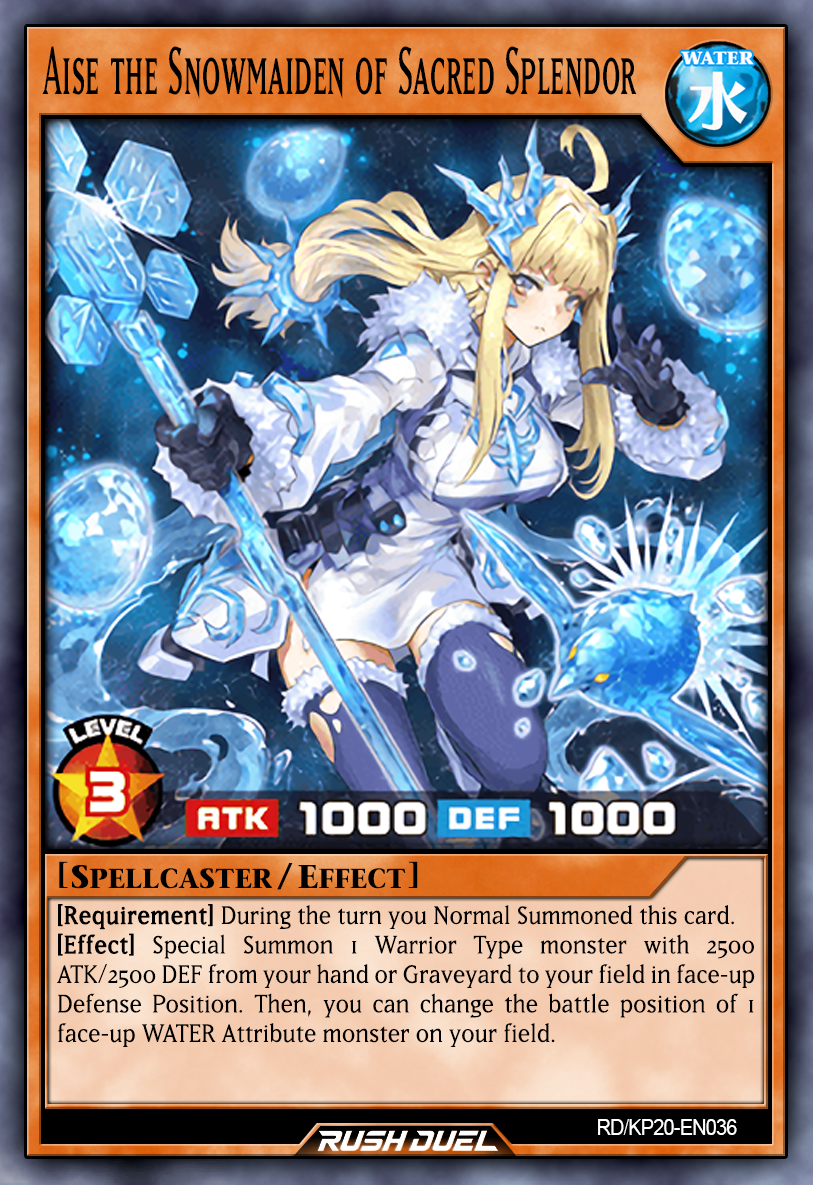 Aise the Snowmaiden of Sacred Splendor
WATER
水
LEVEL
3
ATK 1000 DEF 1000
[Spellcaster / Effect]
[Requirement] During the turn you Normal Summoned this card.
[Effect] Special Summon 1 Warrior Type monster with 2500
ATK/2500 DEF from your hand or Graveyard to your field in face-up
Defense Position. Then, you can change the battle position of 1
face-up WATER Attribute monster on your field.
RD/KP20-EN036
RUSH DUEL